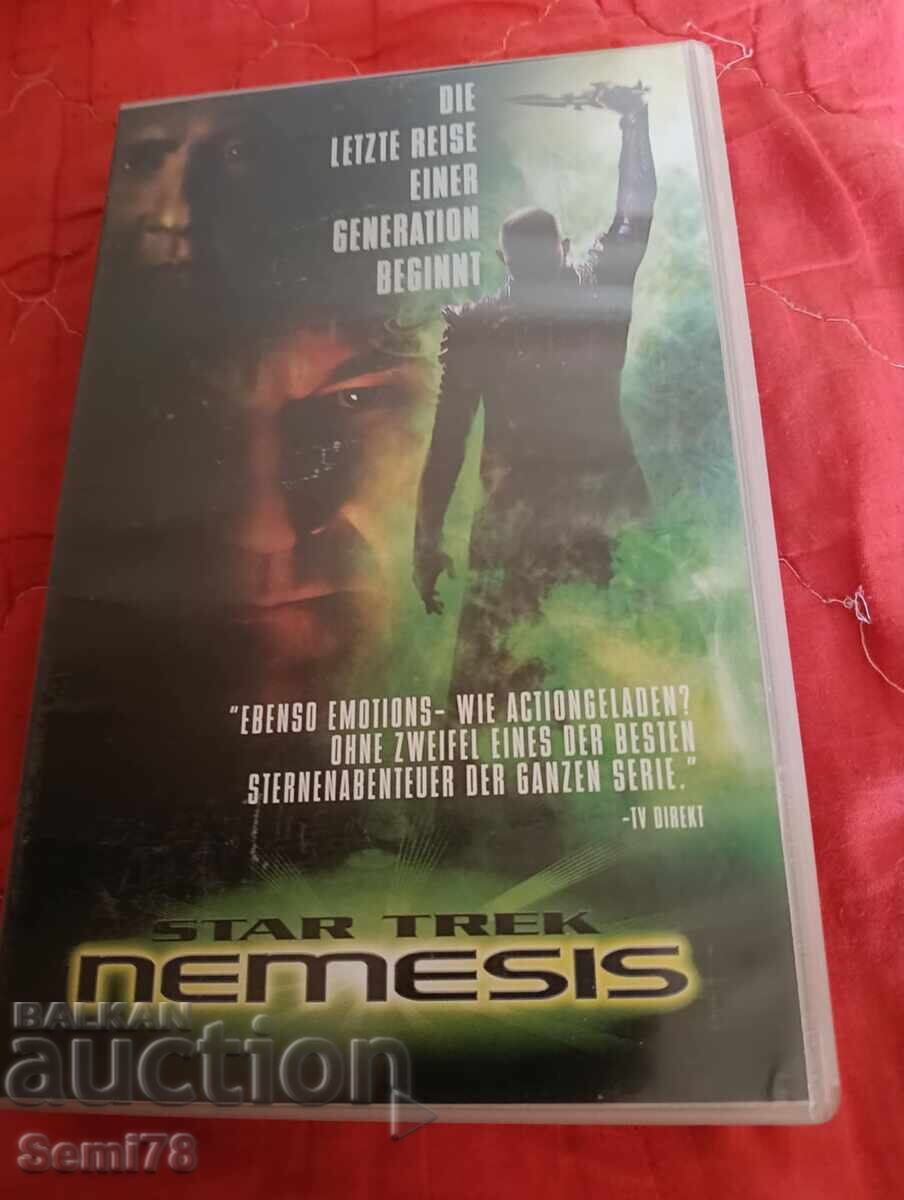 DIE
LETZTE REISE
EINER
GENERATION
BEGINNT
"EBENSO EMOTIONS- WIE ACTIONGELADEN?
OHNE ZWEIFEL EINES DER BESTEN
STERNENABENTEUER DER GANZEN SERIE."
-TV DIREKT
STAR TREK
NEMESIS
BALKAN
auction
Semi78